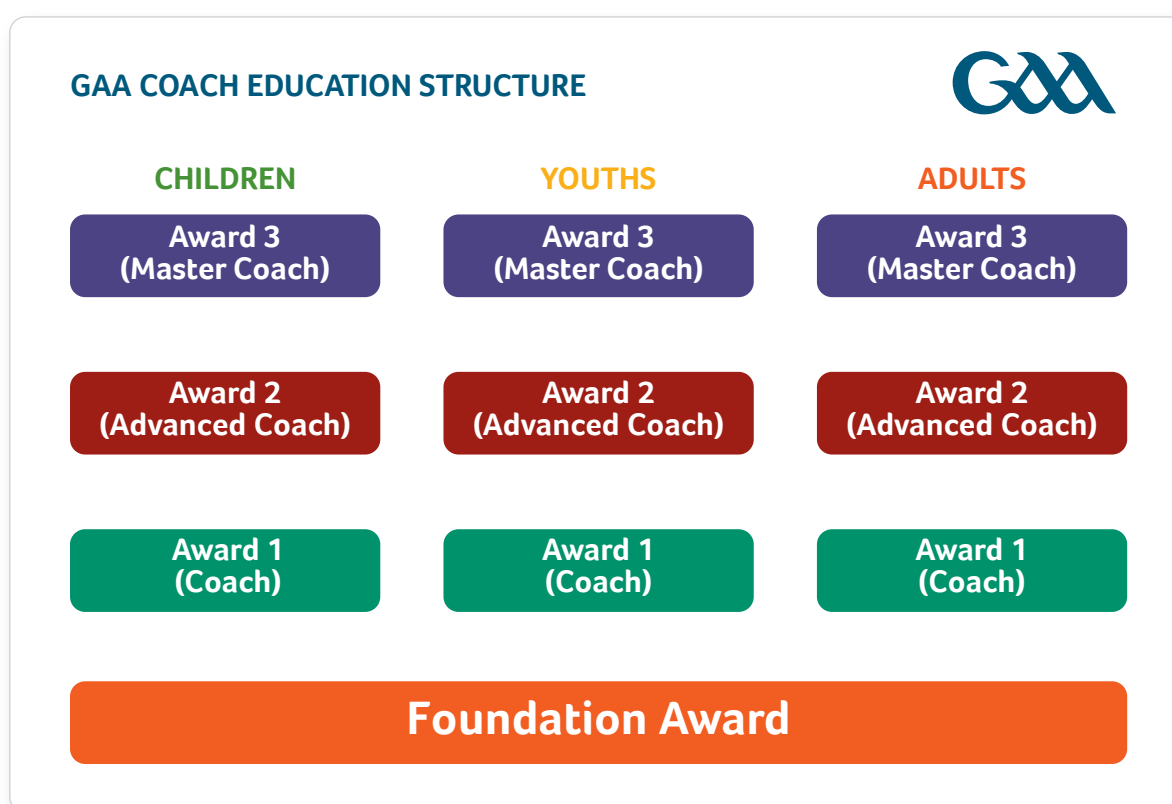 GAA COACH EDUCATION STRUCTURE
GAA
CHILDREN
YOUTHS
ADULTS
Award 3
(Master Coach)
Award 3
(Master Coach)
Award 3
(Master Coach)
Award 2
(Advanced Coach)
Award 2
(Advanced Coach)
Award 2
(Advanced Coach)
Award 1
(Coach)
Award 1
(Coach)
Award 1
(Coach)
Foundation Award